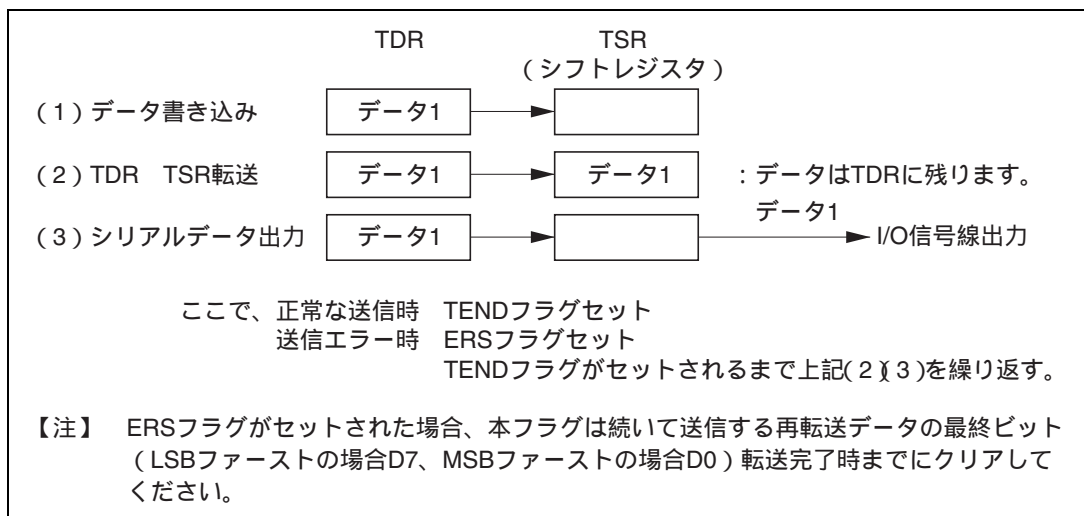 TDR TSR
(シフトレジスタ)
(1)データ書き込み データ1
(2)TDR TSR転送 データ1 データ1 :データはTDRに残ります。
データ1
(3)シリアルデータ出力 データ1 I/O信号線出力
ここで、正常な送信時 TENDフラグセット
送信エラー時 ERSフラグセット
TENDフラグがセットされるまで上記(2)(3)を繰り返す。
【注】 ERSフラグがセットされた場合、本フラグは続いて送信する再転送データの最終ビット
(LSBファーストの場合D7、MSBファーストの場合D0)転送完了時までにクリアして
ください。